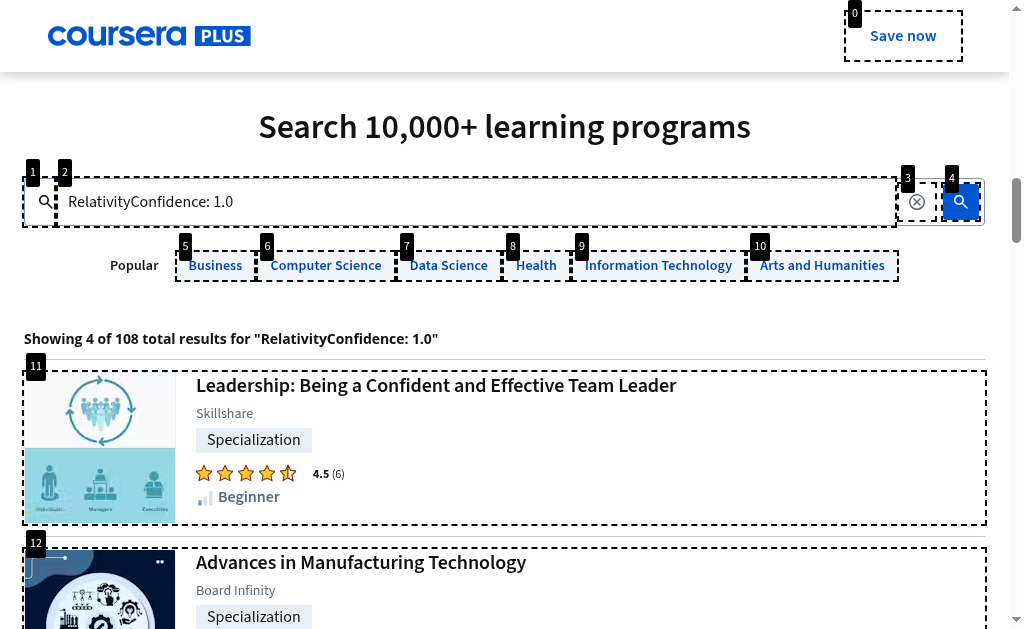 coursera PLUS
0
Save now
Search 10,000+ learning programs
1
2
RelativityConfidence: 1.0
3
4
Popular
5
Business
6
Computer Science
7
Data Science
8
Health
9
Information Technology
10
Arts and Humanities
Showing 4 of 108 total results for "RelativityConfidence: 1.0"
11
Leadership: Being a Confident and Effective Team Leader
Skillshare
Specialization
4.5 (6)
Beginner
12
Advances in Manufacturing Technology
Board Infinity
Specialization